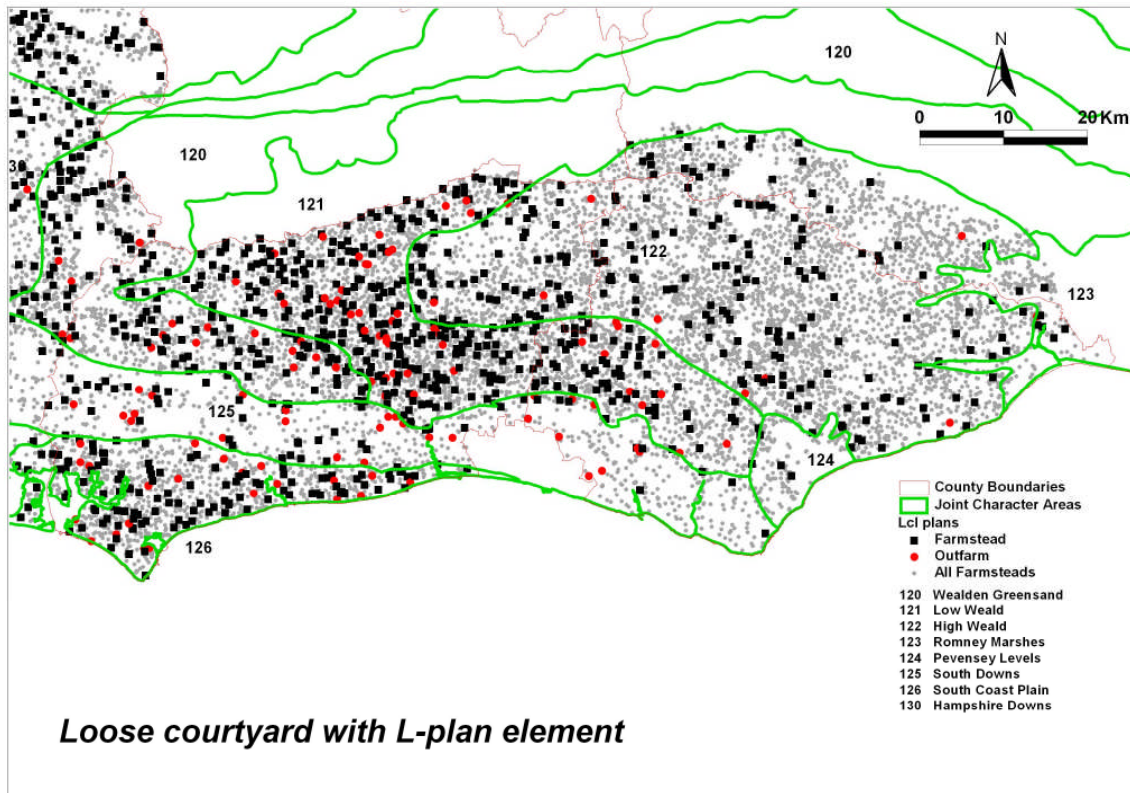 120
N
0 10 20 Km
120
30
121
122
123
125
124
126
County Boundaries
Joint Character Areas
Lcl plans
Farmstead
Outfarm
All Farmsteads
120 Wealden Greensand
121 Low Weald
122 High Weald
123 Romney Marshes
124 Pevensey Levels
125 South Downs
126 South Coast Plain
130 Hampshire Downs
Loose courtyard with L-plan element